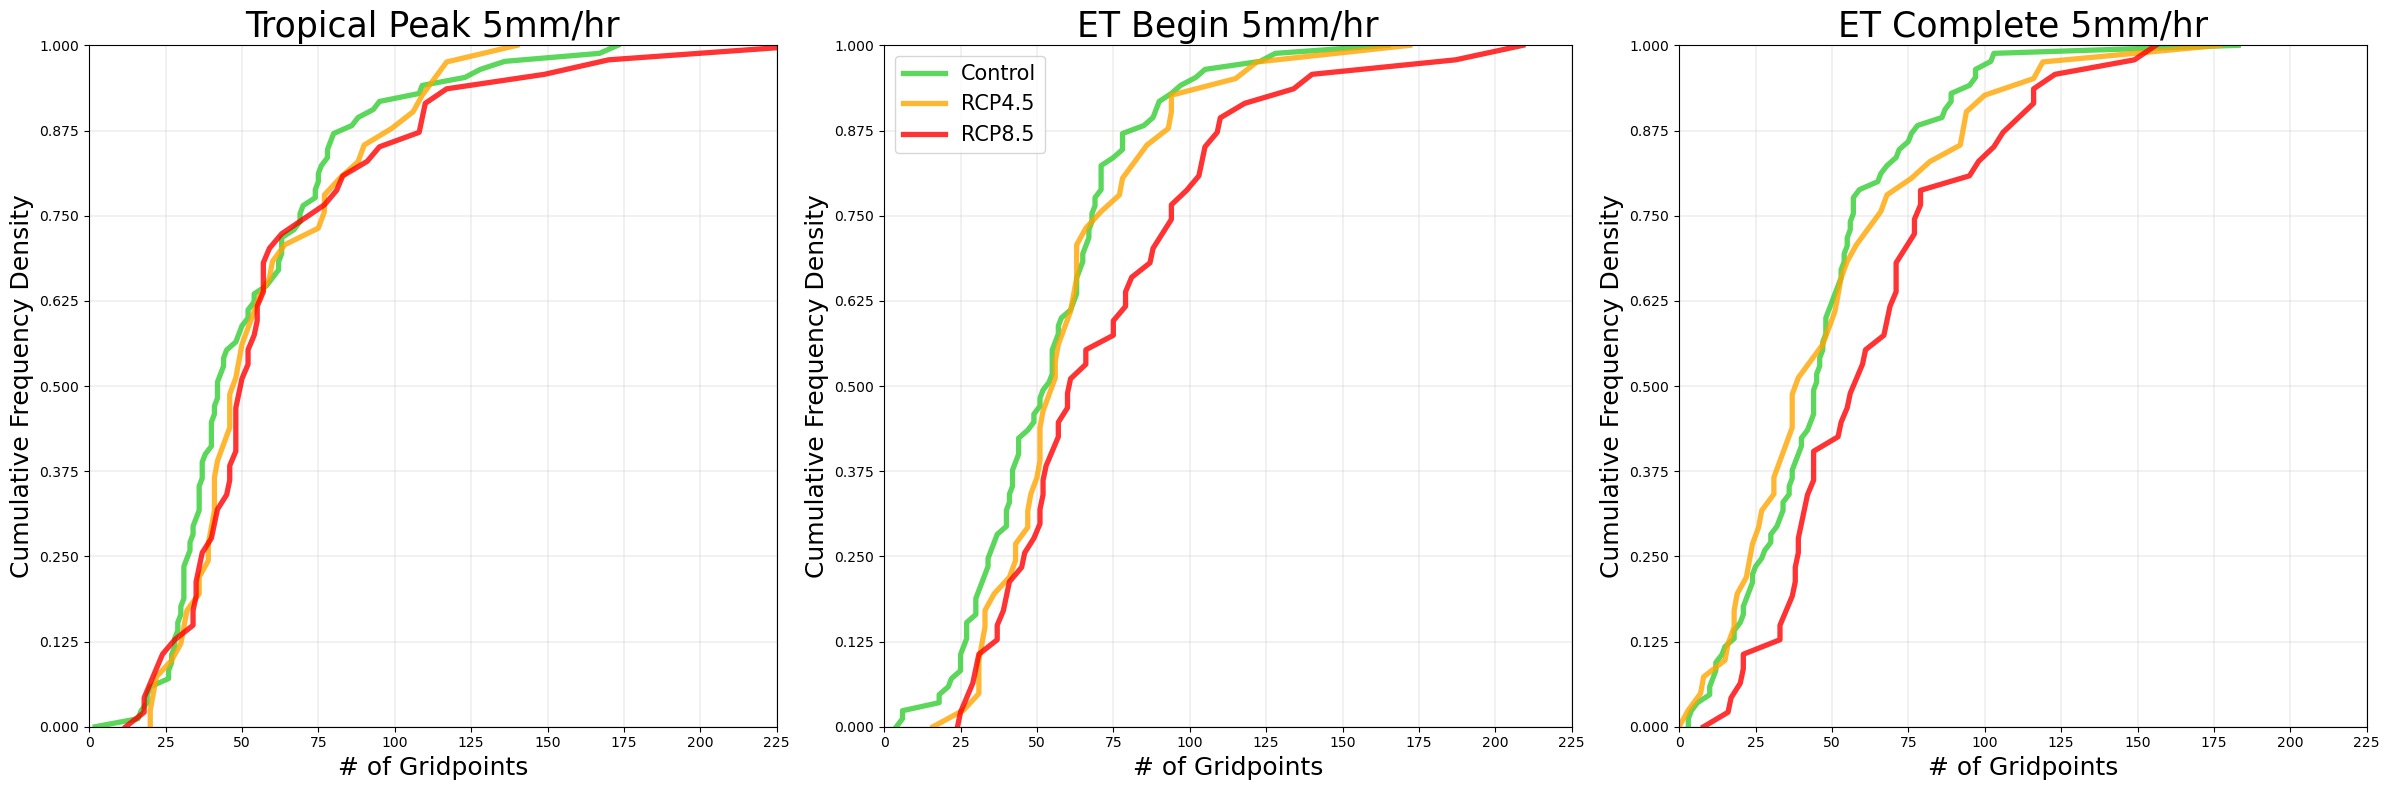 Tropical Peak 5mm/hr
1.000
0.875
0.750
0.625
0.500
0.375
0.250
0.125
0.000
Cumulative Frequency Density
0 25 50 75 100 125 150 175 200 225
# of Gridpoints
ET Begin 5mm/hr
Control
RCP4.5
RCP8.5
1.000
0.875
0.750
0.625
0.500
0.375
0.250
0.125
0.000
Cumulative Frequency Density
0 25 50 75 100 125 150 175 200 225
# of Gridpoints
ET Complete 5mm/hr
1.000
0.875
0.750
0.625
0.500
0.375
0.250
0.125
0.000
Cumulative Frequency Density
0 25 50 75 100 125 150 175 200 225
# of Gridpoints